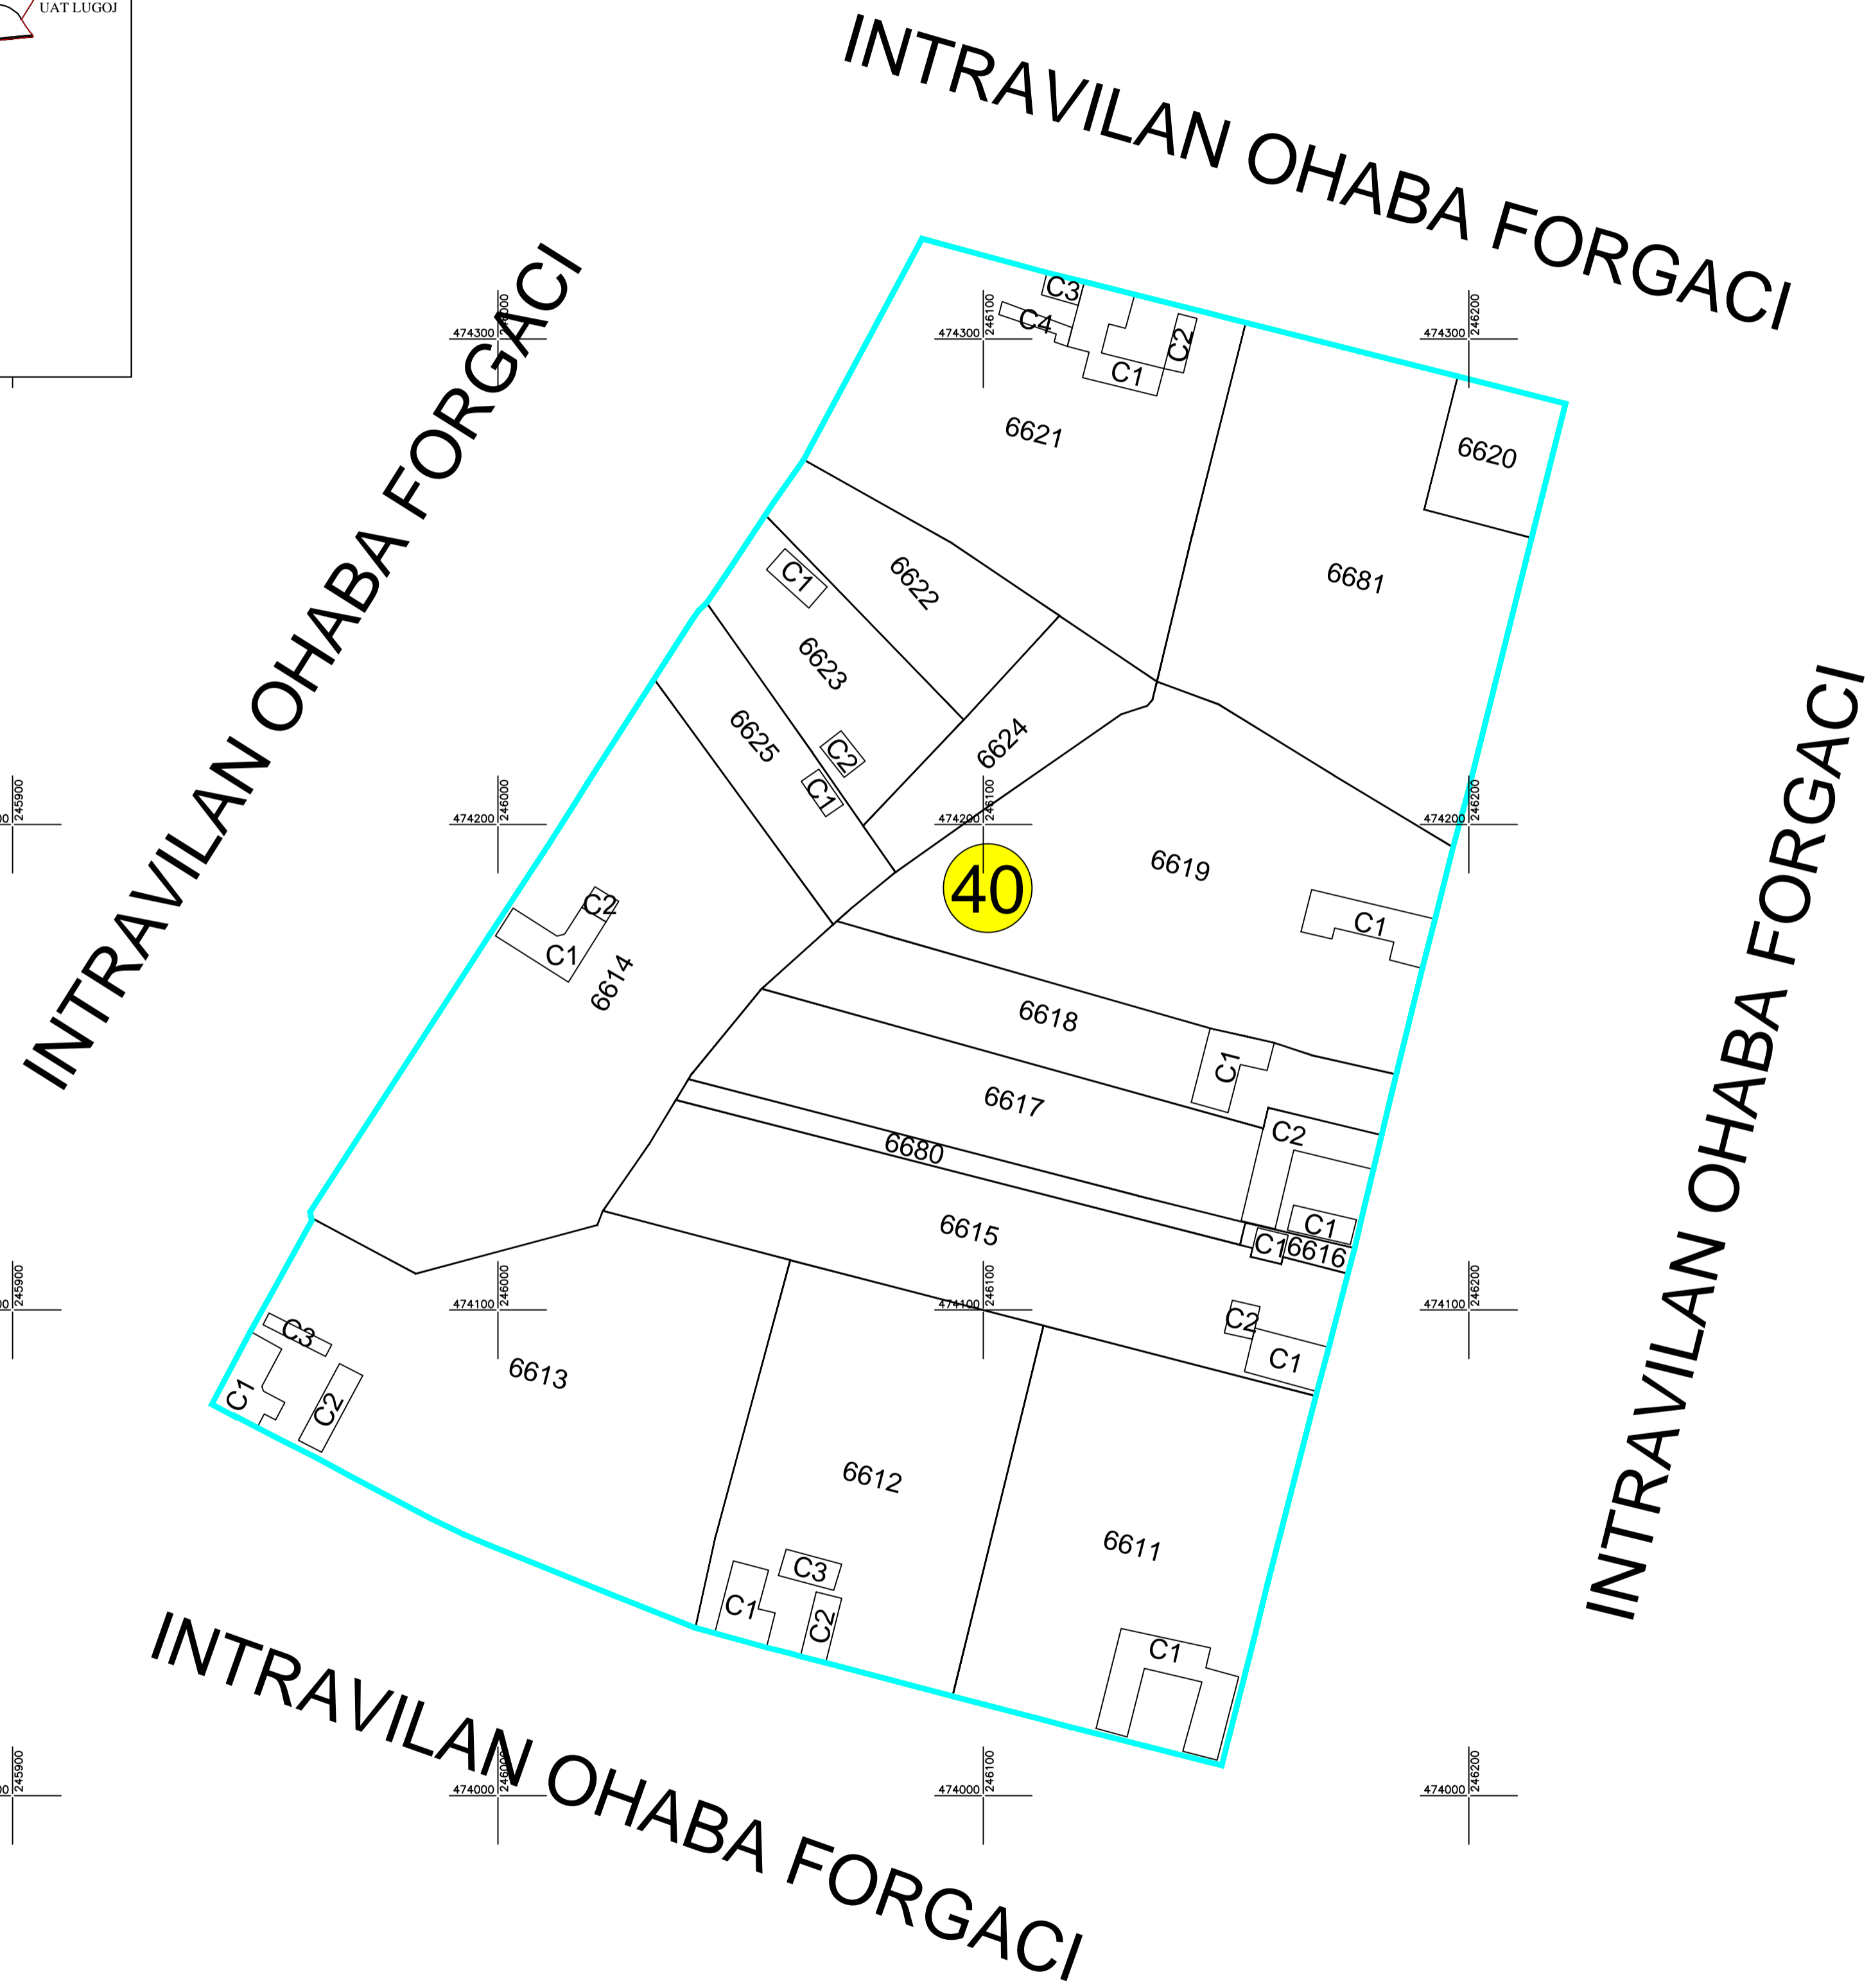 UAT LUGOJ
INTRAVILAN OHABA FORGACI
INTRAVILAN OHABA FORGACI
INTRAVILAN OHABA FORGACI
INTRAVILAN OHABA FORGACI
474300
246000
474300
246100
474300
246200
C3
C4
C2
C1
6621
6620
6681
6622
C1
6623
6625
C2
C1
6624
245900
474200
246000
474200
246100
474200
246200
40
6619
C1
C2
C1
6614
6618
C1
6617
C2
6680
C1
6615
C1
6616
245900
474100
246000
474100
246100
474100
246200
C2
C1
C3
C1
C2
6613
6612
6611
C3
C1
C2
C1
245900
474000
246000
474000
246100
474000
246200